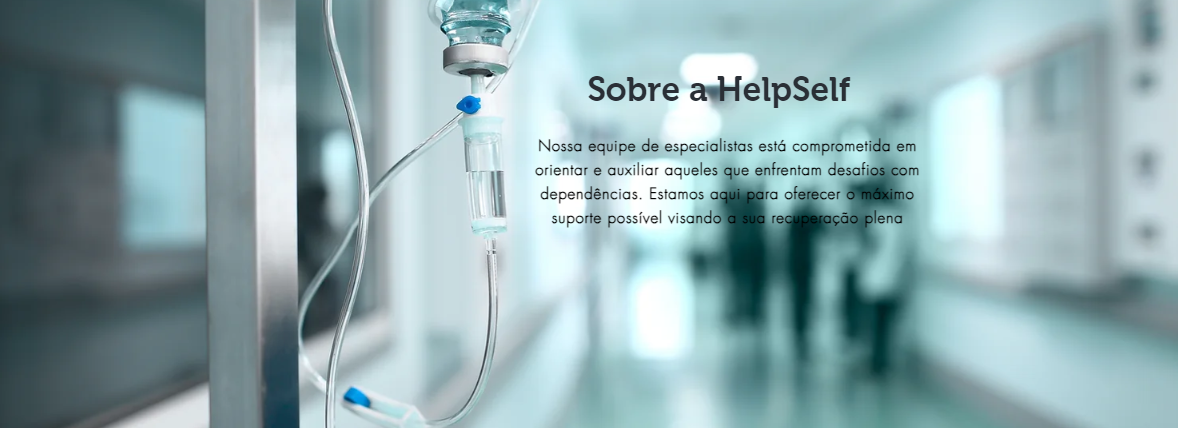 Sobre a HelpSelf
Nossa equipe de especialistas está comprometida em
orientar e auxiliar aqueles que enfrentam desafios com
dependências. Estamos aqui para oferecer o máximo
suporte possível visando a sua recuperação plena